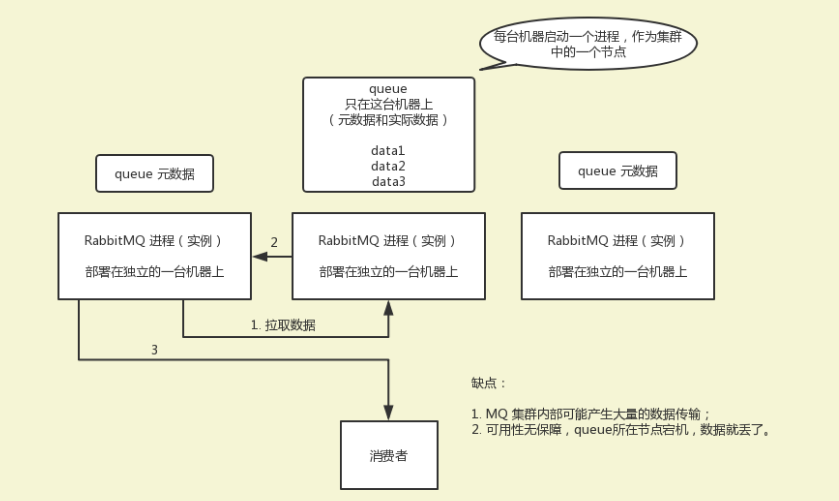 每台机器启动一个进程，作为集群
中的一个节点
queue
只在这台机器上
（元数据和实际数据）
data1
data2
data3
queue 元数据
queue 元数据
RabbitMQ 进程（实例）
部署在独立的一台机器上
2
RabbitMQ 进程（实例）
部署在独立的一台机器上
RabbitMQ 进程（实例）
部署在独立的一台机器上
1. 拉取数据
3
缺点：
1. MQ 集群内部可能产生大量的数据传输；
2. 可用性无保障，queue所在节点宕机，数据就丢了。
消费者